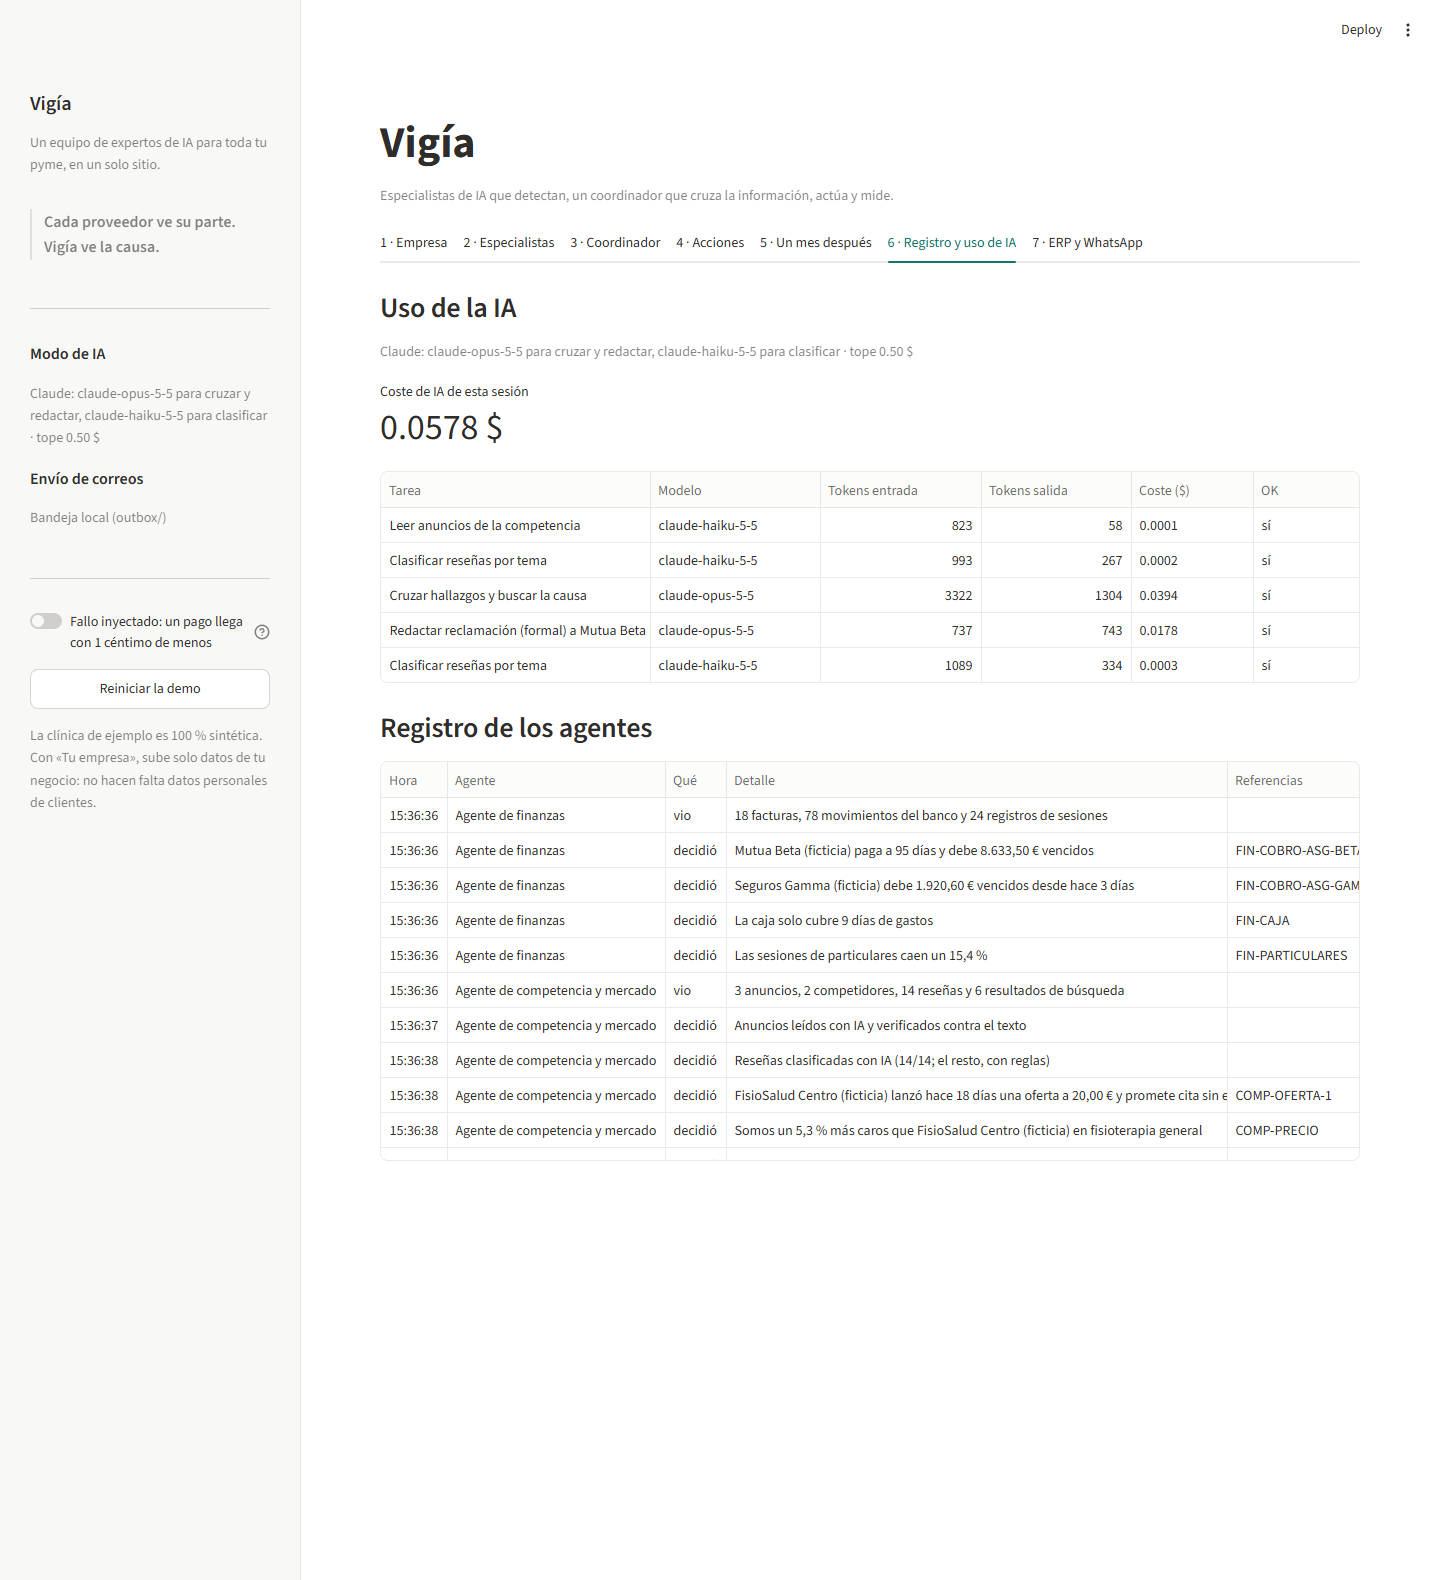 Deploy
Vigía
Un equipo de expertos de IA para toda tu
pyme, en un solo sitio.
Cada proveedor ve su parte.
Vigía ve la causa.
Modo de IA
Claude: claude-opus-5-5 para cruzar y
redactar, claude-haiku-5-5 para clasificar
· tope 0.50 $
Envío de correos
Bandeja local (outbox/)
Fallo inyectado: un pago llega
con 1 céntimo de menos
Reiniciar la demo
La clínica de ejemplo es 100 % sintética.
Con «Tu empresa», sube solo datos de tu
negocio: no hacen falta datos personales
de clientes.
Vigía
Especialistas de IA que detectan, un coordinador que cruza la información, actúa y mide.
1 · Empresa 2 · Especialistas 3 · Coordinador 4 · Acciones 5 · Un mes después 6 · Registro y uso de IA 7 · ERP y WhatsApp
Uso de la IA
Claude: claude-opus-5-5 para cruzar y redactar, claude-haiku-5-5 para clasificar · tope 0.50 $
Coste de IA de esta sesión
0.0578 $
Tarea Modelo Tokens entrada Tokens salida Coste ($) OK
Leer anuncios de la competencia claude-haiku-5-5 823 58 0.0001 sí
Clasificar reseñas por tema claude-haiku-5-5 993 267 0.0002 sí
Cruzar hallazgos y buscar la causa claude-opus-5-5 3322 1304 0.0394 sí
Redactar reclamación (formal) a Mutua Beta claude-opus-5-5 737 743 0.0178 sí
Clasificar reseñas por tema claude-haiku-5-5 1089 334 0.0003 sí
Registro de los agentes
Hora Agente Qué Detalle Referencias
15:36:36 Agente de finanzas vio 18 facturas, 78 movimientos del banco y 24 registros de sesiones
15:36:36 Agente de finanzas decidió Mutua Beta (ficticia) paga a 95 días y debe 8.633,50 € vencidos FIN-COBRO-ASG-BETA
15:36:36 Agente de finanzas decidió Seguros Gamma (ficticia) debe 1.920,60 € vencidos desde hace 3 días FIN-COBRO-ASG-GAM
15:36:36 Agente de finanzas decidió La caja solo cubre 9 días de gastos FIN-CAJA
15:36:36 Agente de finanzas decidió Las sesiones de particulares caen un 15,4 % FIN-PARTICULARES
15:36:36 Agente de competencia y mercado vio 3 anuncios, 2 competidores, 14 reseñas y 6 resultados de búsqueda
15:36:37 Agente de competencia y mercado decidió Anuncios leídos con IA y verificados contra el texto
15:36:38 Agente de competencia y mercado decidió Reseñas clasificadas con IA (14/14; el resto, con reglas)
15:36:38 Agente de competencia y mercado decidió FisioSalud Centro (ficticia) lanzó hace 18 días una oferta a 20,00 € y promete cita sin e COMP-OFERTA-1
15:36:38 Agente de competencia y mercado decidió Somos un 5,3 % más caros que FisioSalud Centro (ficticia) en fisioterapia general COMP-PRECIO